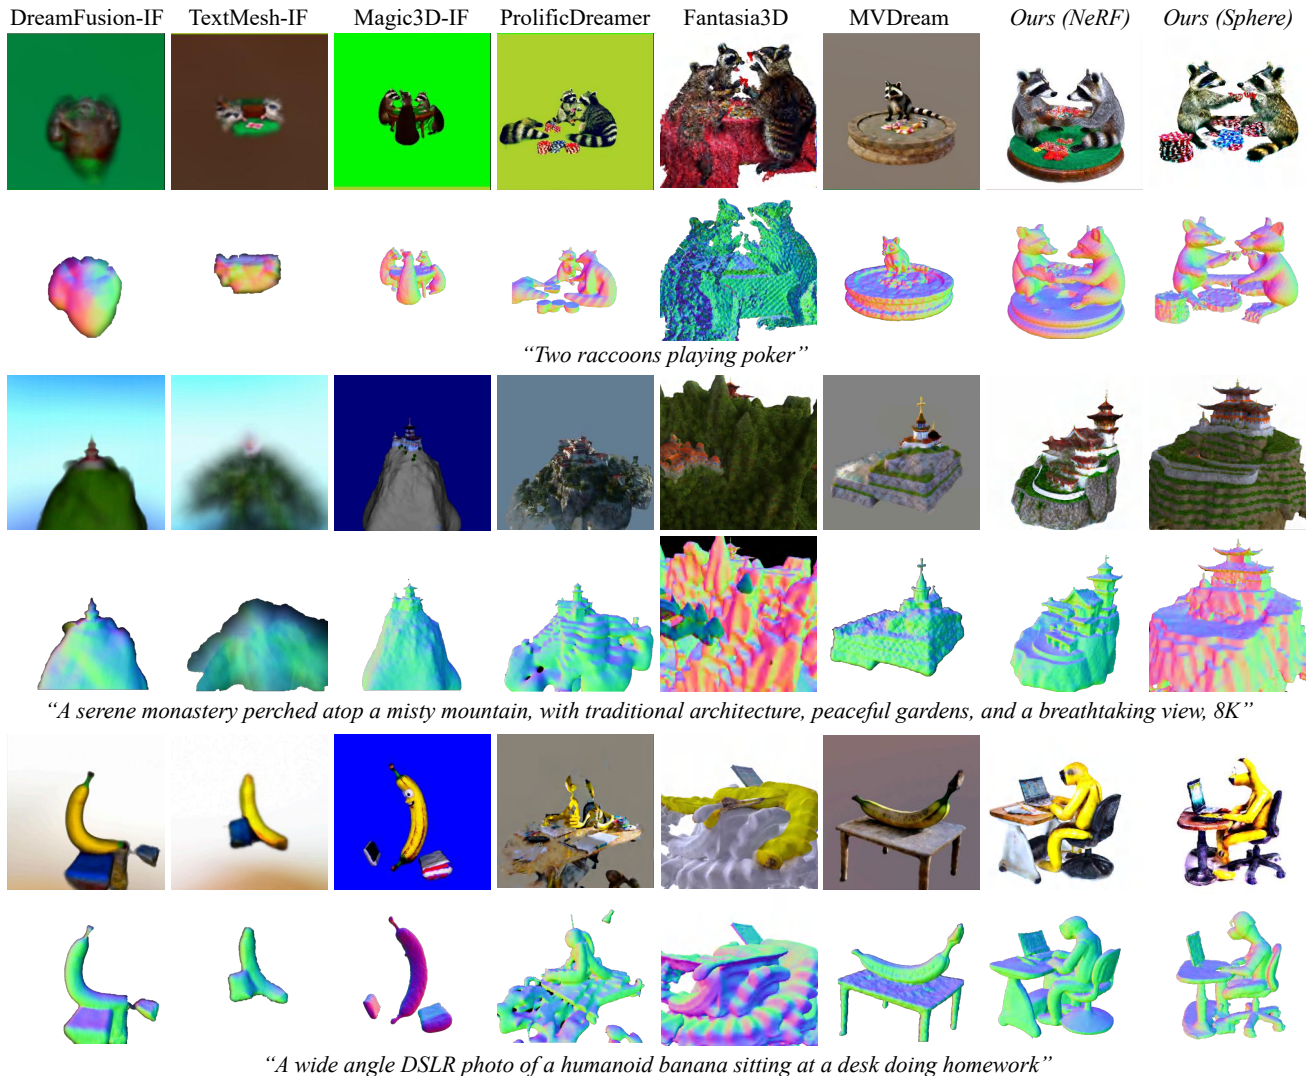 DreamFusion-IF TextMesh-IF Magic3D-IF ProlificDreamer Fantasia3D MVDream Ours (NeRF) Ours (Sphere)
“Two raccoons playing poker”
“A serene monastery perched atop a misty mountain, with traditional architecture, peaceful gardens, and a breathtaking view, 8K”
“A wide angle DSLR photo of a humanoid banana sitting at a desk doing homework”